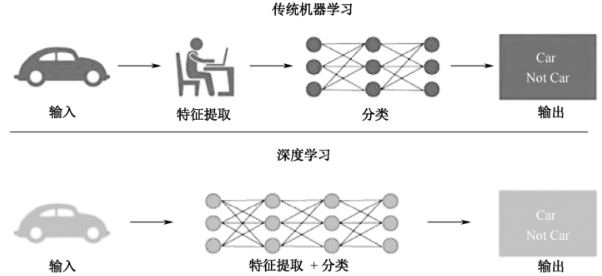 传统机器学习
Car
Not Car
输入
特征提取
分类
输出
深度学习
Car
Not Car
输入
特征提取 + 分类
输出